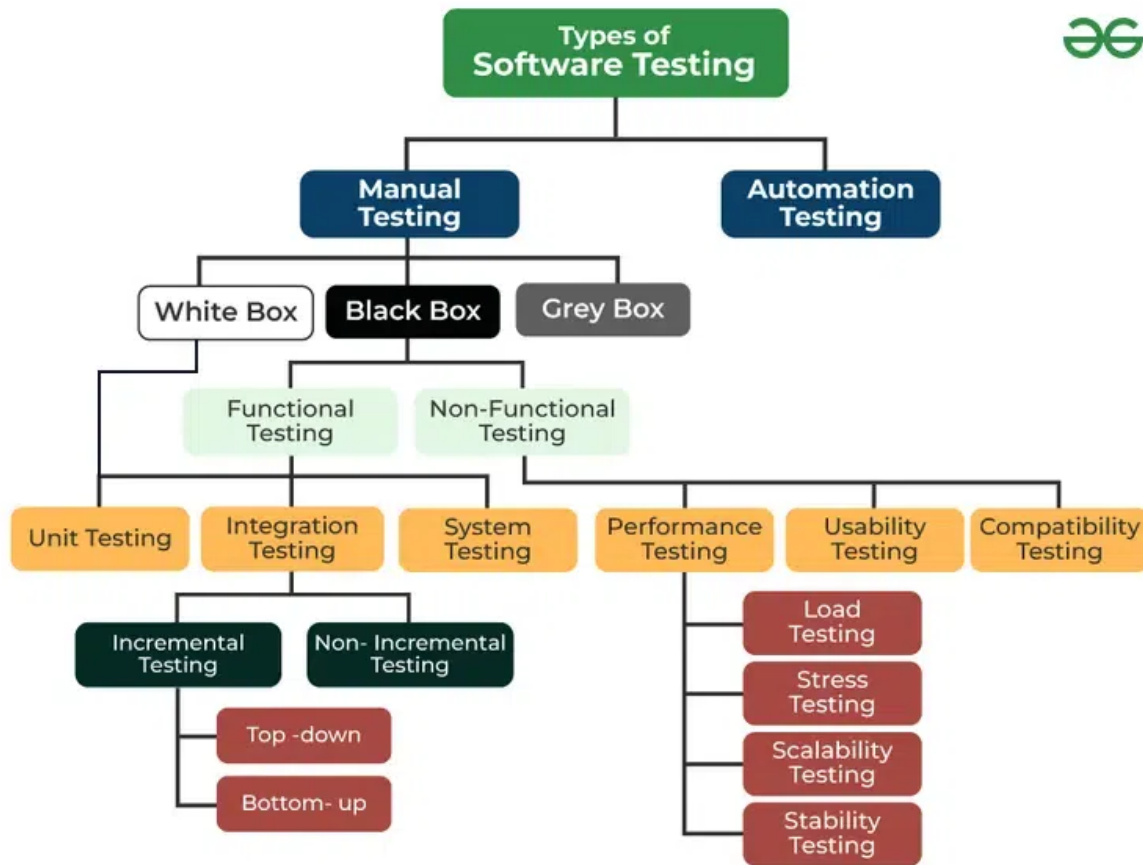 Types of
Software Testing
Manual
Testing
Automation
Testing
White Box
Black Box
Grey Box
Functional
Testing
Non-Functional
Testing
Unit Testing
Integration
Testing
System
Testing
Performance
Testing
Usability
Testing
Compatibility
Testing
Incremental
Testing
Non- Incremental
Testing
Top -down
Bottom- up
Load
Testing
Stress
Testing
Scalability
Testing
Stability
Testing